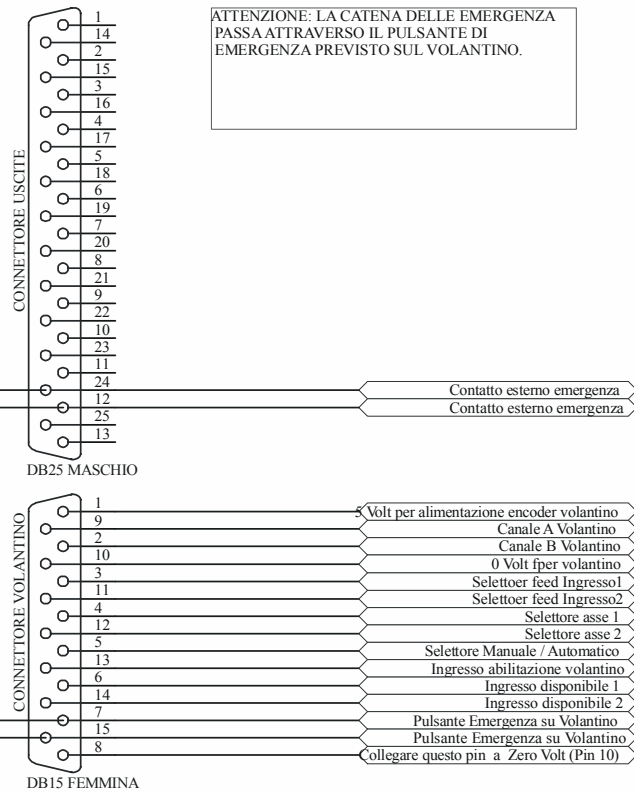 ATTENZIONE: LA CATENA DELLE EMERGENZA
PASSA ATTRAVERSO IL PULSANTE DI
EMERGENZA PREVISTO SUL VOLANTINO.
CONNETTORE USCITE
1
14
2
15
3
16
4
17
5
18
6
19
7
20
8
21
9
22
10
23
11
24 Contatto esterno emergenza
12 Contatto esterno emergenza
25
13
DB25 MASCHIO
CONNETTORE VOLANTINO
1 5 Volt per alimentazione encoder volantino
9 Canale A Volantino
2 Canale B Volantino
10 0 Volt fper volantino
3 Selettoer feed Ingresso1
11 Selettoer feed Ingresso2
4 Selettore asse 1
12 Selettore asse 2
5 Selettore Manuale / Automatico
13 Ingresso abilitazione volantino
6 Ingresso disponibile 1
14 Ingresso disponibile 2
7 Pulsante Emergenza su Volantino
15 Pulsante Emergenza su Volantino
8 Collegare questo pin a Zero Volt (Pin 10)
DB15 FEMMINA